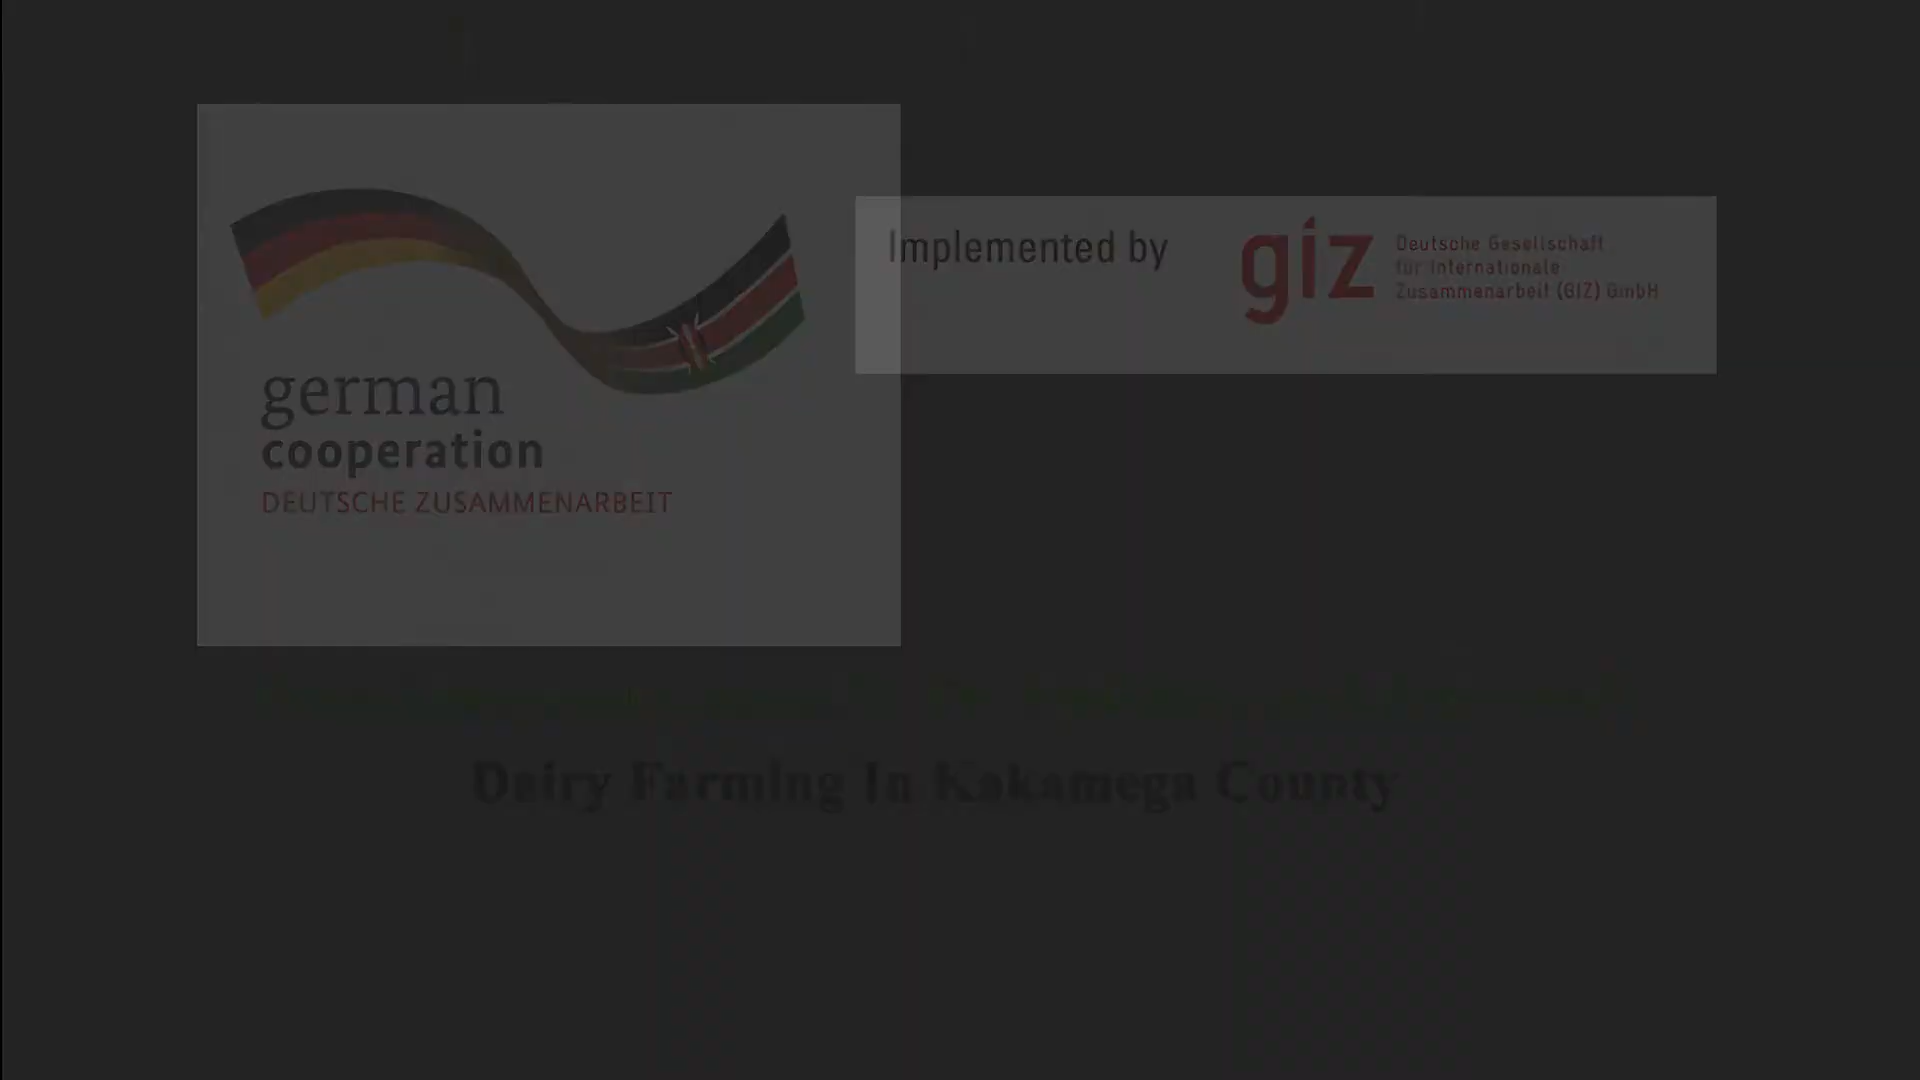 Implemented by
giz
Deutsche Gesellschaft
für Internationale
Zusammenarbeit (GIZ) GmbH
german
cooperation
DEUTSCHE ZUSAMMENARBEIT
Dairy Farming In Kakamega County